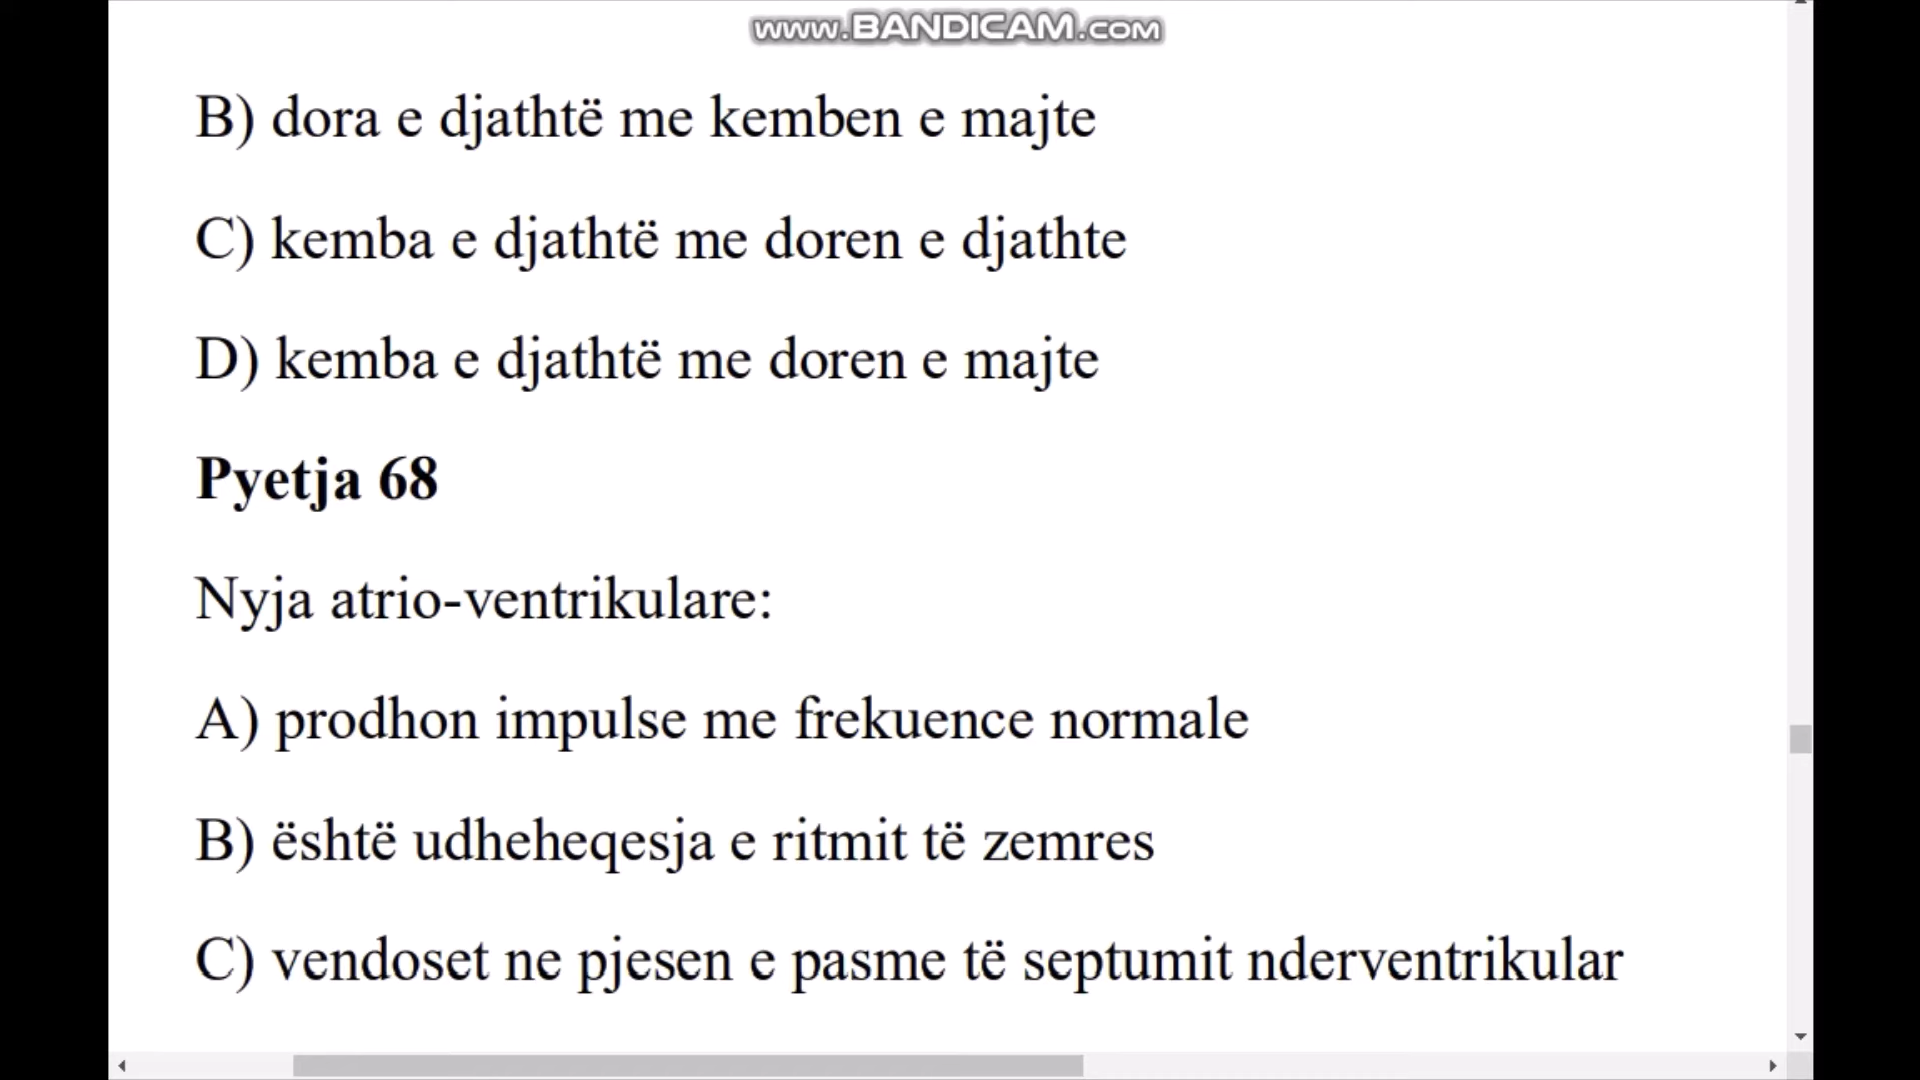 www.BANDICAM.com
B) dora e djathtë me kemben e majte
C) kemba e djathtë me doren e djathte
D) kemba e djathtë me doren e majte
Pyetja 68
Nyja atrio-ventrikulare:
A) prodhon impulse me frekuence normale
B) është udheheqesja e ritmit të zemres
C) vendoset ne pjesen e pasme të septumit nderventrikular